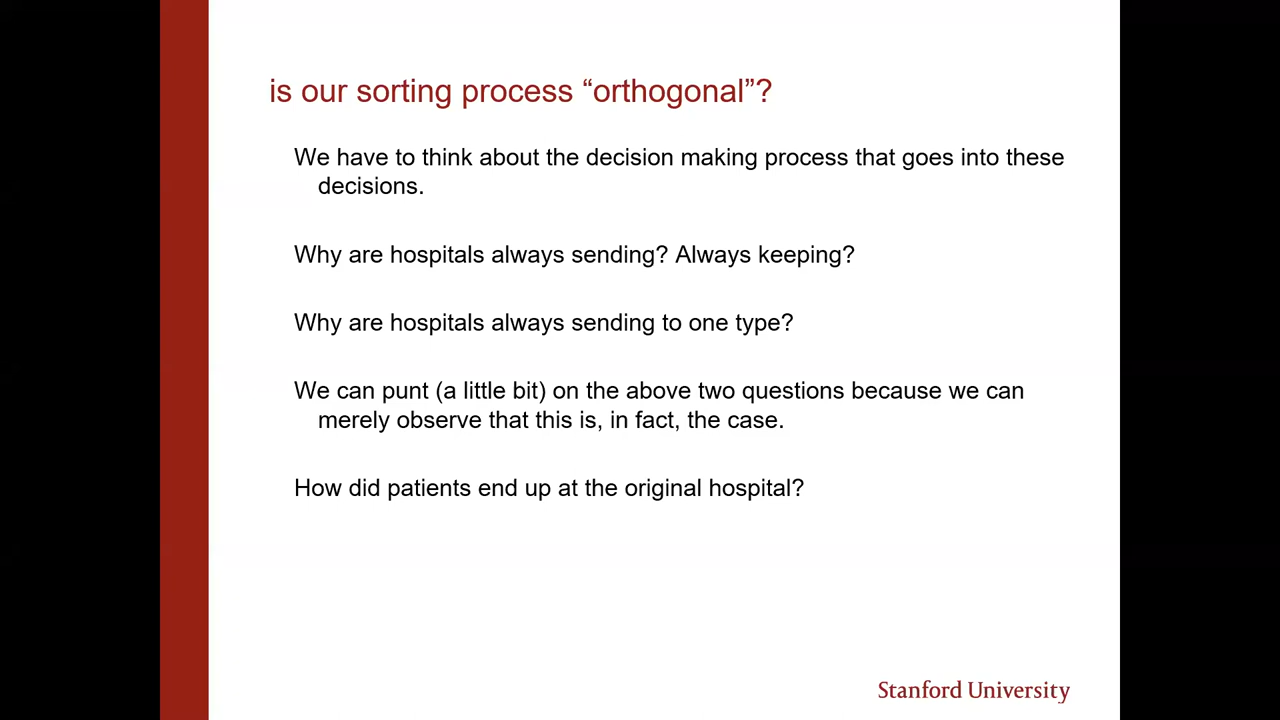 is our sorting process “orthogonal”?
We have to think about the decision making process that goes into these
decisions.
Why are hospitals always sending? Always keeping?
Why are hospitals always sending to one type?
We can punt (a little bit) on the above two questions because we can
merely observe that this is, in fact, the case.
How did patients end up at the original hospital?
Stanford University